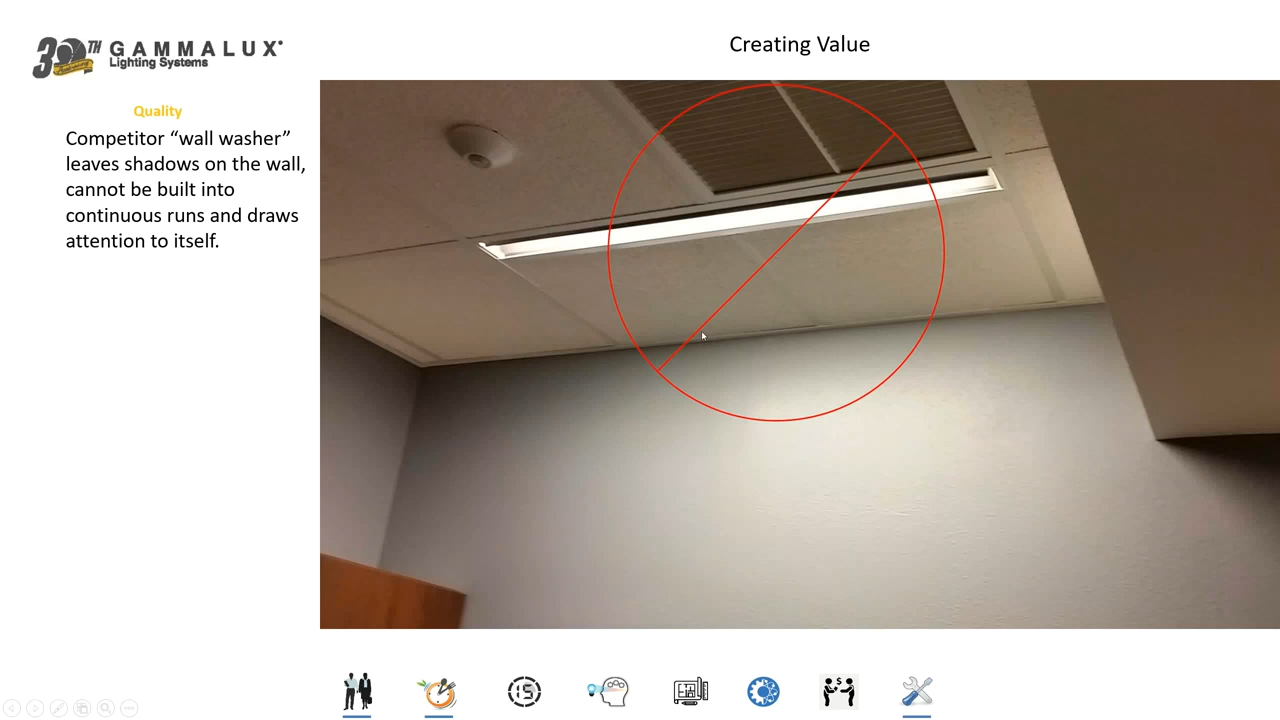 30TH GAMMALUX
Lighting Systems
Creating Value
Quality
Competitor “wall washer”
leaves shadows on the wall,
cannot be built into
continuous runs and draws
attention to itself.
15
$